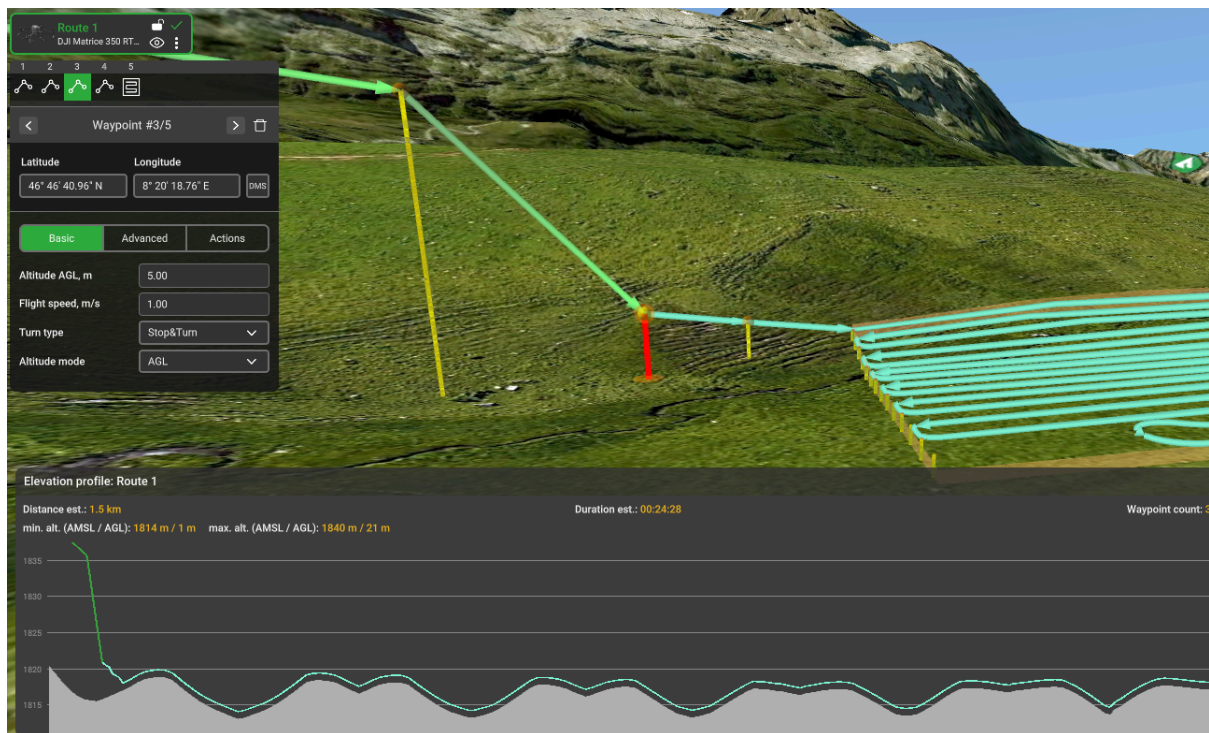 Route 1
DJI Matrice 350 RT...
1 2 3 4 5
Waypoint #3/5
Latitude Longitude
46° 46' 40.96" N 8° 20' 18.76" E DMS
Basic Advanced Actions
Altitude AGL, m 5.00
Flight speed, m/s 1.00
Turn type Stop&Turn
Altitude mode AGL
Elevation profile: Route 1
Distance est.: 1.5 km Duration est.: 00:24:28 Waypoint count: 3
min. alt. (AMSL / AGL): 1814 m / 1 m max. alt. (AMSL / AGL): 1840 m / 21 m
1835
1830
1825
1820
1815